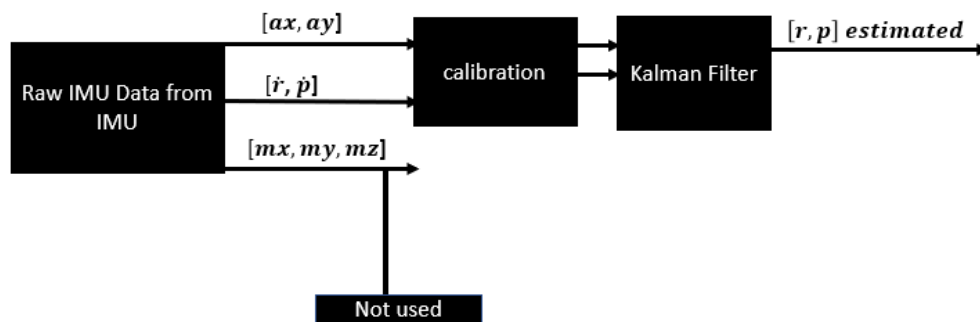 [ax, ay]
[ṙ, ṗ]
[mx, my, mz]
Raw IMU Data from
IMU
calibration
Kalman Filter
[r, p] estimated
Not used